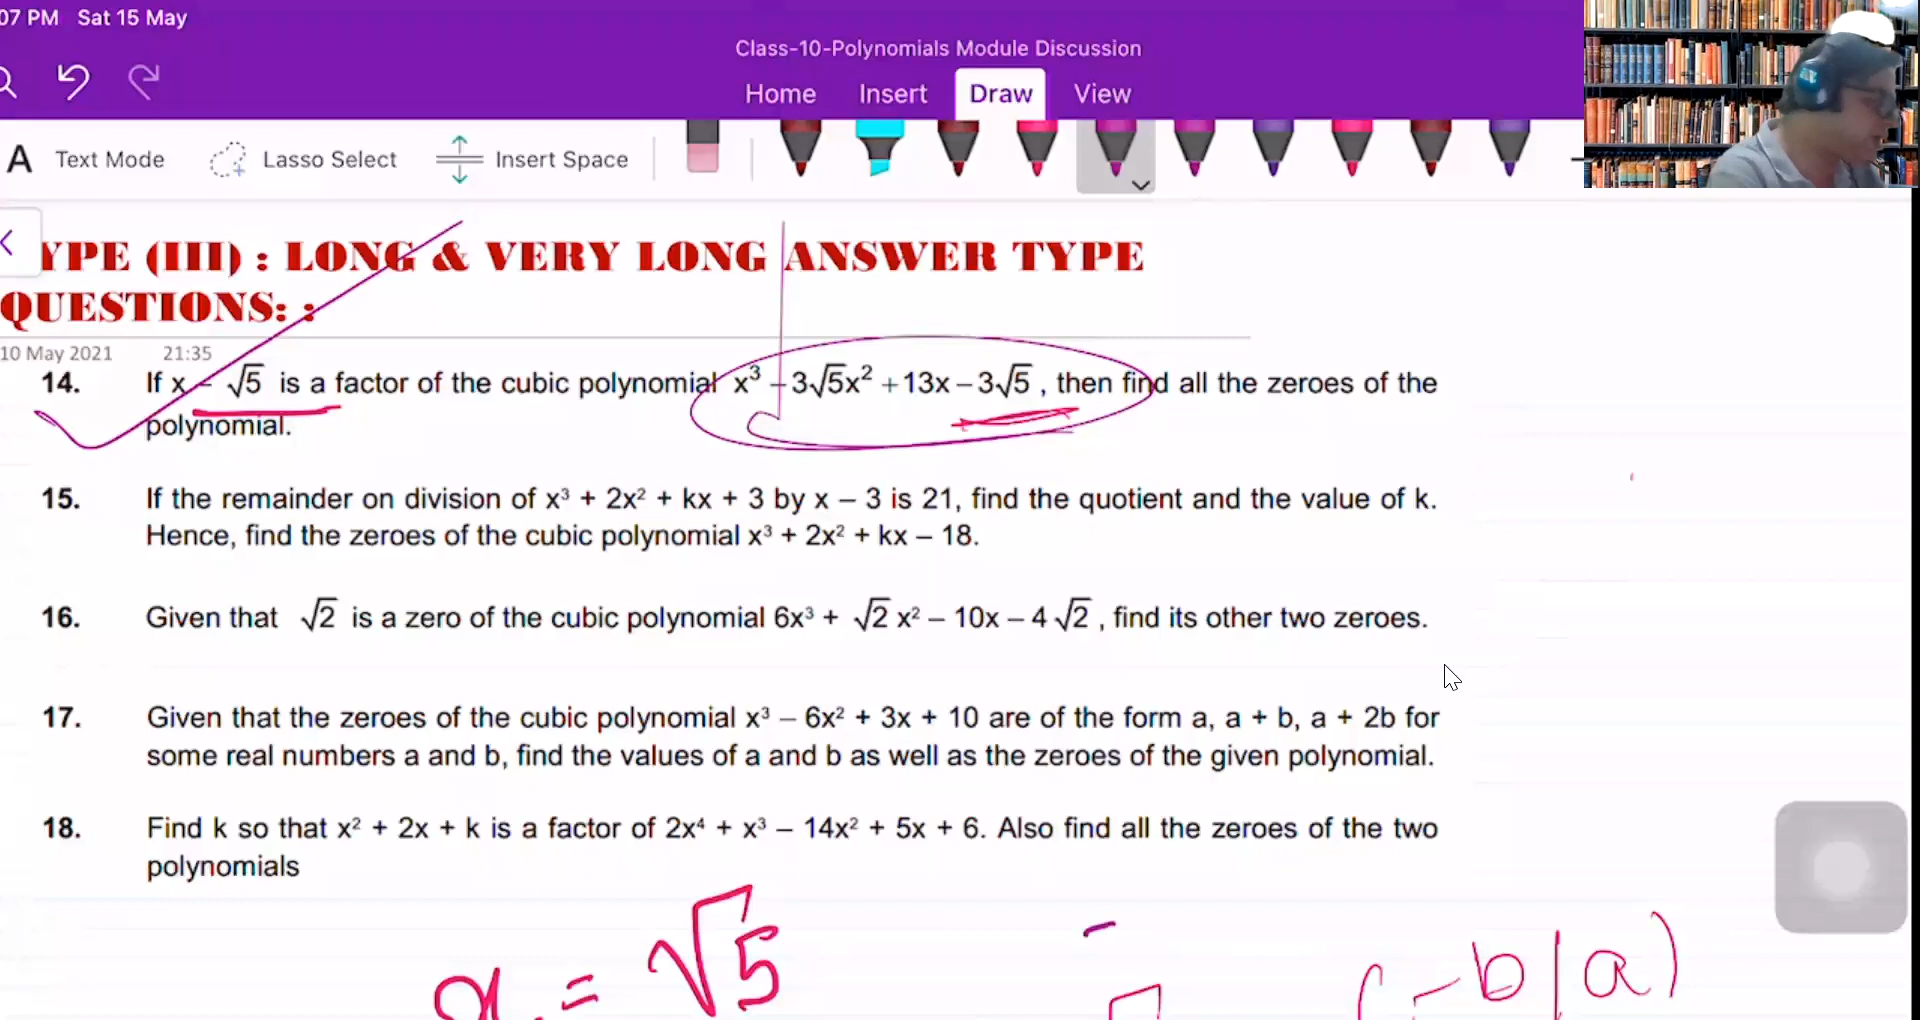 07 PM Sat 15 May
Class-10-Polynomials Module Discussion
Home Insert Draw View
A Text Mode Lasso Select Insert Space
YPE (III) : LONG & VERY LONG ANSWER TYPE
QUESTIONS: :
10 May 2021 21:35
14. If x – √5 is a factor of the cubic polynomial x³ – 3√5x² + 13x – 3√5 , then find all the zeroes of the
polynomial.
15. If the remainder on division of x³ + 2x² + kx + 3 by x – 3 is 21, find the quotient and the value of k.
Hence, find the zeroes of the cubic polynomial x³ + 2x² + kx – 18.
16. Given that √2 is a zero of the cubic polynomial 6x³ + √2 x² – 10x – 4 √2 , find its other two zeroes.
17. Given that the zeroes of the cubic polynomial x³ – 6x² + 3x + 10 are of the form a, a + b, a + 2b for
some real numbers a and b, find the values of a and b as well as the zeroes of the given polynomial.
18. Find k so that x² + 2x + k is a factor of 2x⁴ + x³ – 14x² + 5x + 6. Also find all the zeroes of the two
polynomials
= √5
(-b/a)